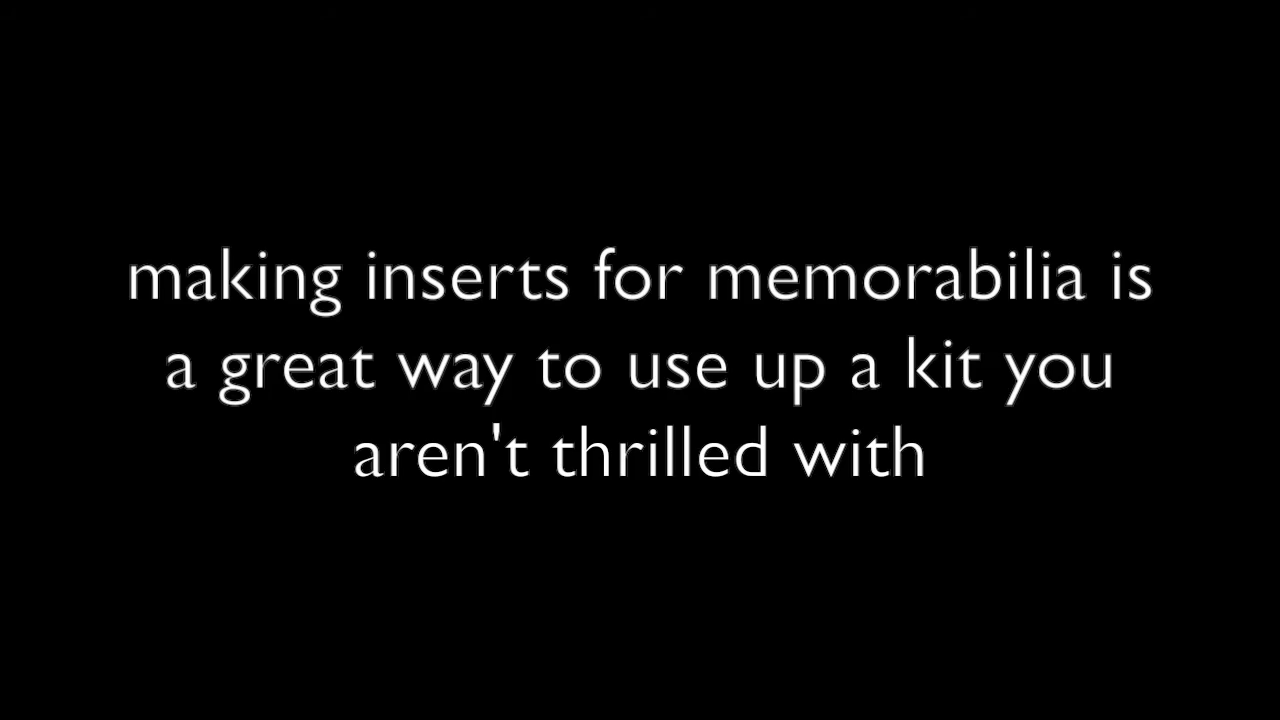 making inserts for memorabilia is
a great way to use up a kit you
aren't thrilled with